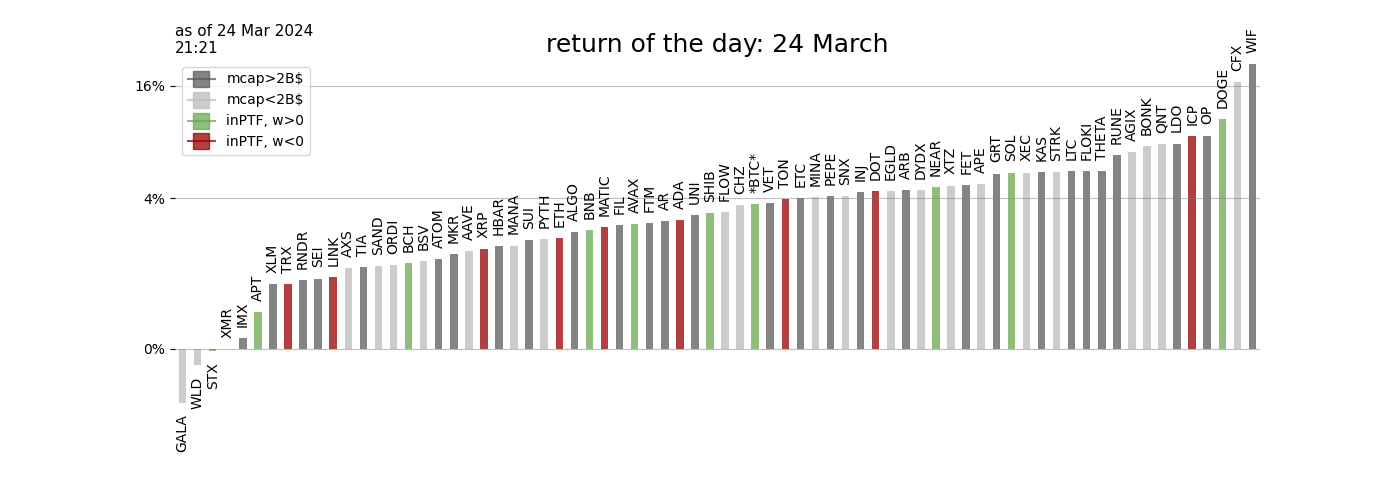 as of 24 Mar 2024
21:21
return of the day: 24 March
mcap>2B$
mcap<2B$
inPTF, w>0
inPTF, w<0
16%
4%
0%
GALA
WLD
STX
XMR
IMX
APT
XLM
TRX
RNDR
SEI
LINK
AXS
TIA
SAND
ORDI
BCH
BSV
ATOM
MKR
AAVE
XRP
HBAR
MANA
SUI
PYTH
ETH
ALGO
BNB
MATIC
FIL
AVAX
FTM
AR
ADA
UNI
SHIB
FLOW
CHZ
*BTC*
VET
TON
ETC
MINA
PEPE
SNX
INJ
DOT
EGLD
ARB
DYDX
NEAR
XTZ
FET
APE
GRT
SOL
XEC
KAS
STRK
LTC
FLOKI
THETA
RUNE
AGIX
BONK
QNT
LDO
ICP
OP
DOGE
CFX
WIF